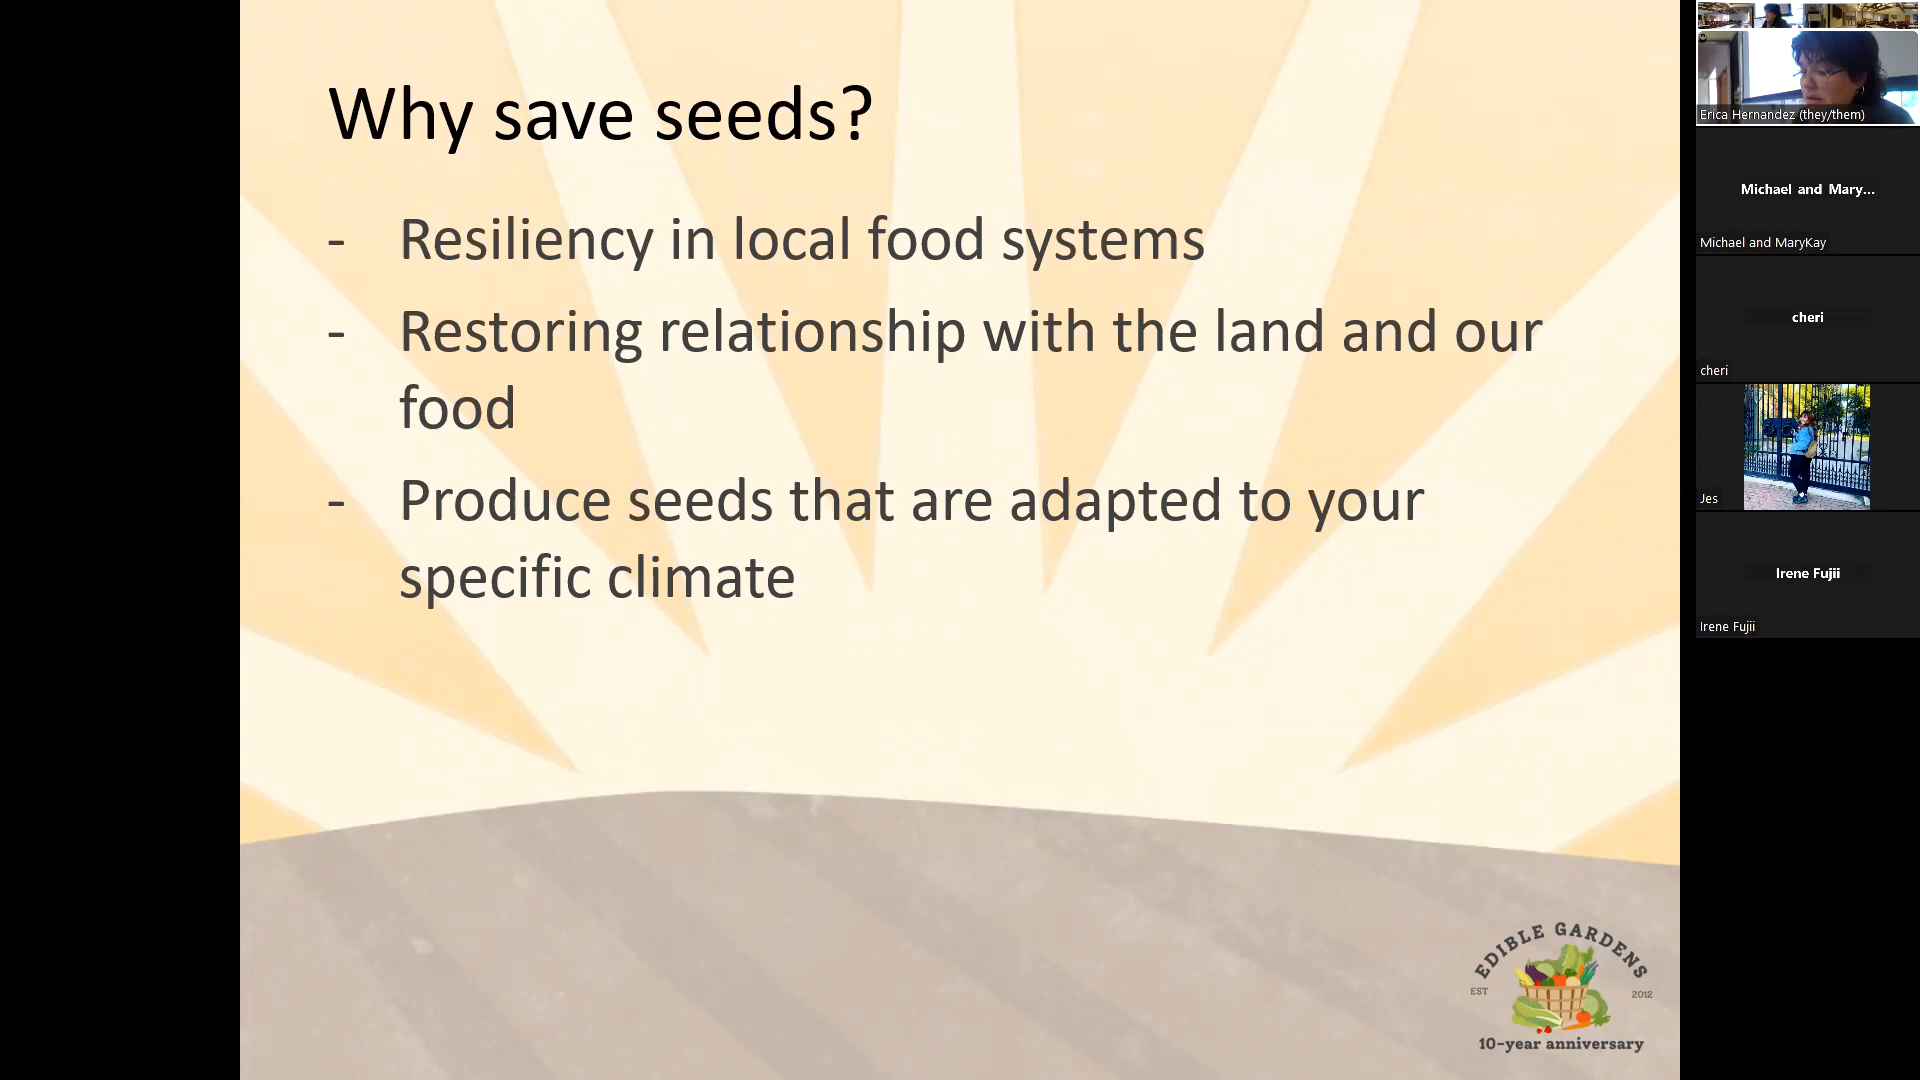 Why save seeds?
- Resiliency in local food systems
- Restoring relationship with the land and our
food
- Produce seeds that are adapted to your
specific climate
EDIBLE GARDENS
EST 2012
10-year anniversary
Erica Hernandez (they/them)
Michael and Mary...
Michael and MaryKay
cheri
cheri
Jes
Irene Fujii
Irene Fujii